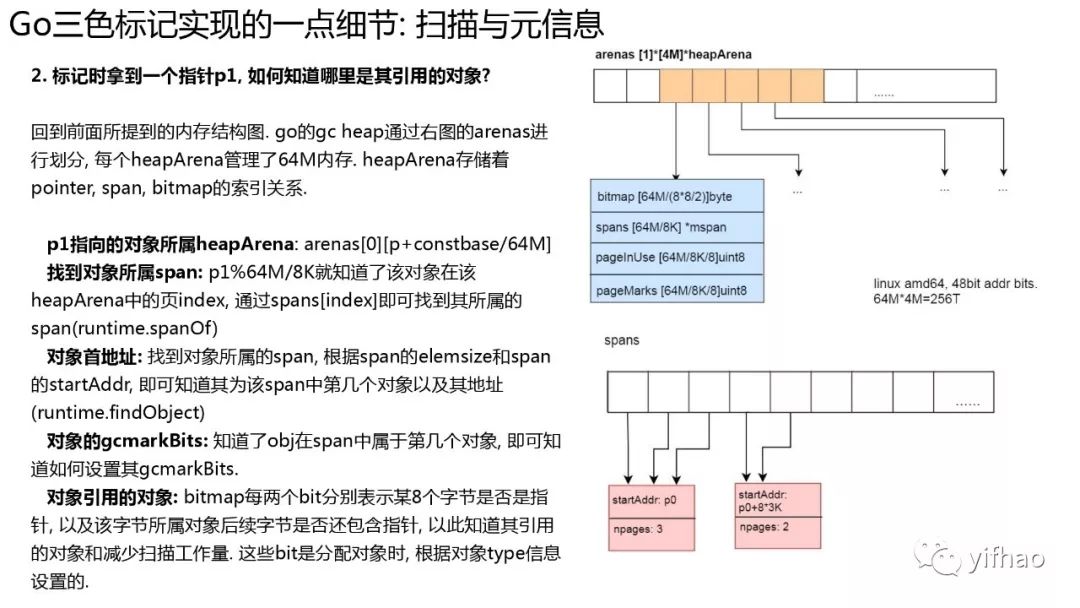 Go三色标记实现的一点细节: 扫描与元信息
2. 标记时拿到一个指针p1, 如何知道哪里是其引用的对象?
回到前面所提到的内存结构图. go的gc heap通过右图的arenas进
行划分, 每个heapArena管理了64M内存. heapArena存储着
pointer, span, bitmap的索引关系.
p1指向的对象所属heapArena: arenas[0][p+constbase/64M]
找到对象所属span: p1%64M/8K就知道了该对象在该
heapArena中的页index, 通过spans[index]即可找到其所属的
span(runtime.spanOf)
对象首地址: 找到对象所属的span, 根据span的elemsize和span
的startAddr, 即可知道其为该span中第几个对象以及其地址
(runtime.findObject)
对象的gcmarkBits: 知道了obj在span中属于第几个对象, 即可知
道如何设置其gcmarkBits.
对象引用的对象: bitmap每两个bit分别表示某8个字节是否是指
针, 以及该字节所属对象后续字节是否还包含指针, 以此知道其引用
的对象和减少扫描工作量. 这些bit是分配对象时, 根据对象type信息
设置的.
arenas [1]*[4M]*heapArena
......
bitmap [64M/(8*8/2)]byte
spans [64M/8K] *mspan
pageInUse [64M/8K/8]uint8
pageMarks [64M/8K/8]uint8
...
...
...
linux amd64, 48bit addr bits.
64M*4M=256T
spans
......
startAddr: p0
npages: 3
startAddr:
p0+8*3K
npages: 2
yifhao